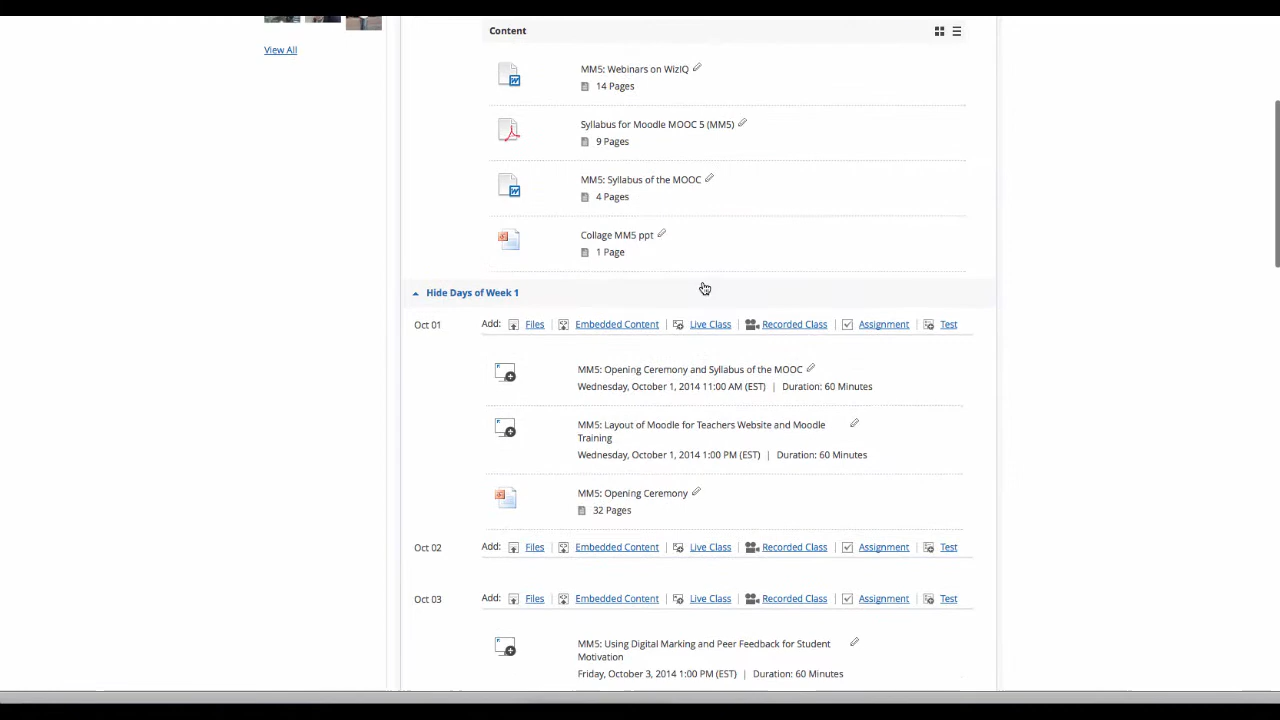 View All
Content
MM5: Webinars on WizIQ
14 Pages
Syllabus for Moodle MOOC 5 (MM5)
9 Pages
MM5: Syllabus of the MOOC
4 Pages
Collage MM5 ppt
1 Page
Hide Days of Week 1
Oct 01 Add: Files | Embedded Content | Live Class | Recorded Class | Assignment | Test
MM5: Opening Ceremony and Syllabus of the MOOC
Wednesday, October 1, 2014 11:00 AM (EST) | Duration: 60 Minutes
MM5: Layout of Moodle for Teachers Website and Moodle
Training
Wednesday, October 1, 2014 1:00 PM (EST) | Duration: 60 Minutes
MM5: Opening Ceremony
32 Pages
Oct 02 Add: Files | Embedded Content | Live Class | Recorded Class | Assignment | Test
Oct 03 Add: Files | Embedded Content | Live Class | Recorded Class | Assignment | Test
MM5: Using Digital Marking and Peer Feedback for Student
Motivation
Friday, October 3, 2014 1:00 PM (EST) | Duration: 60 Minutes